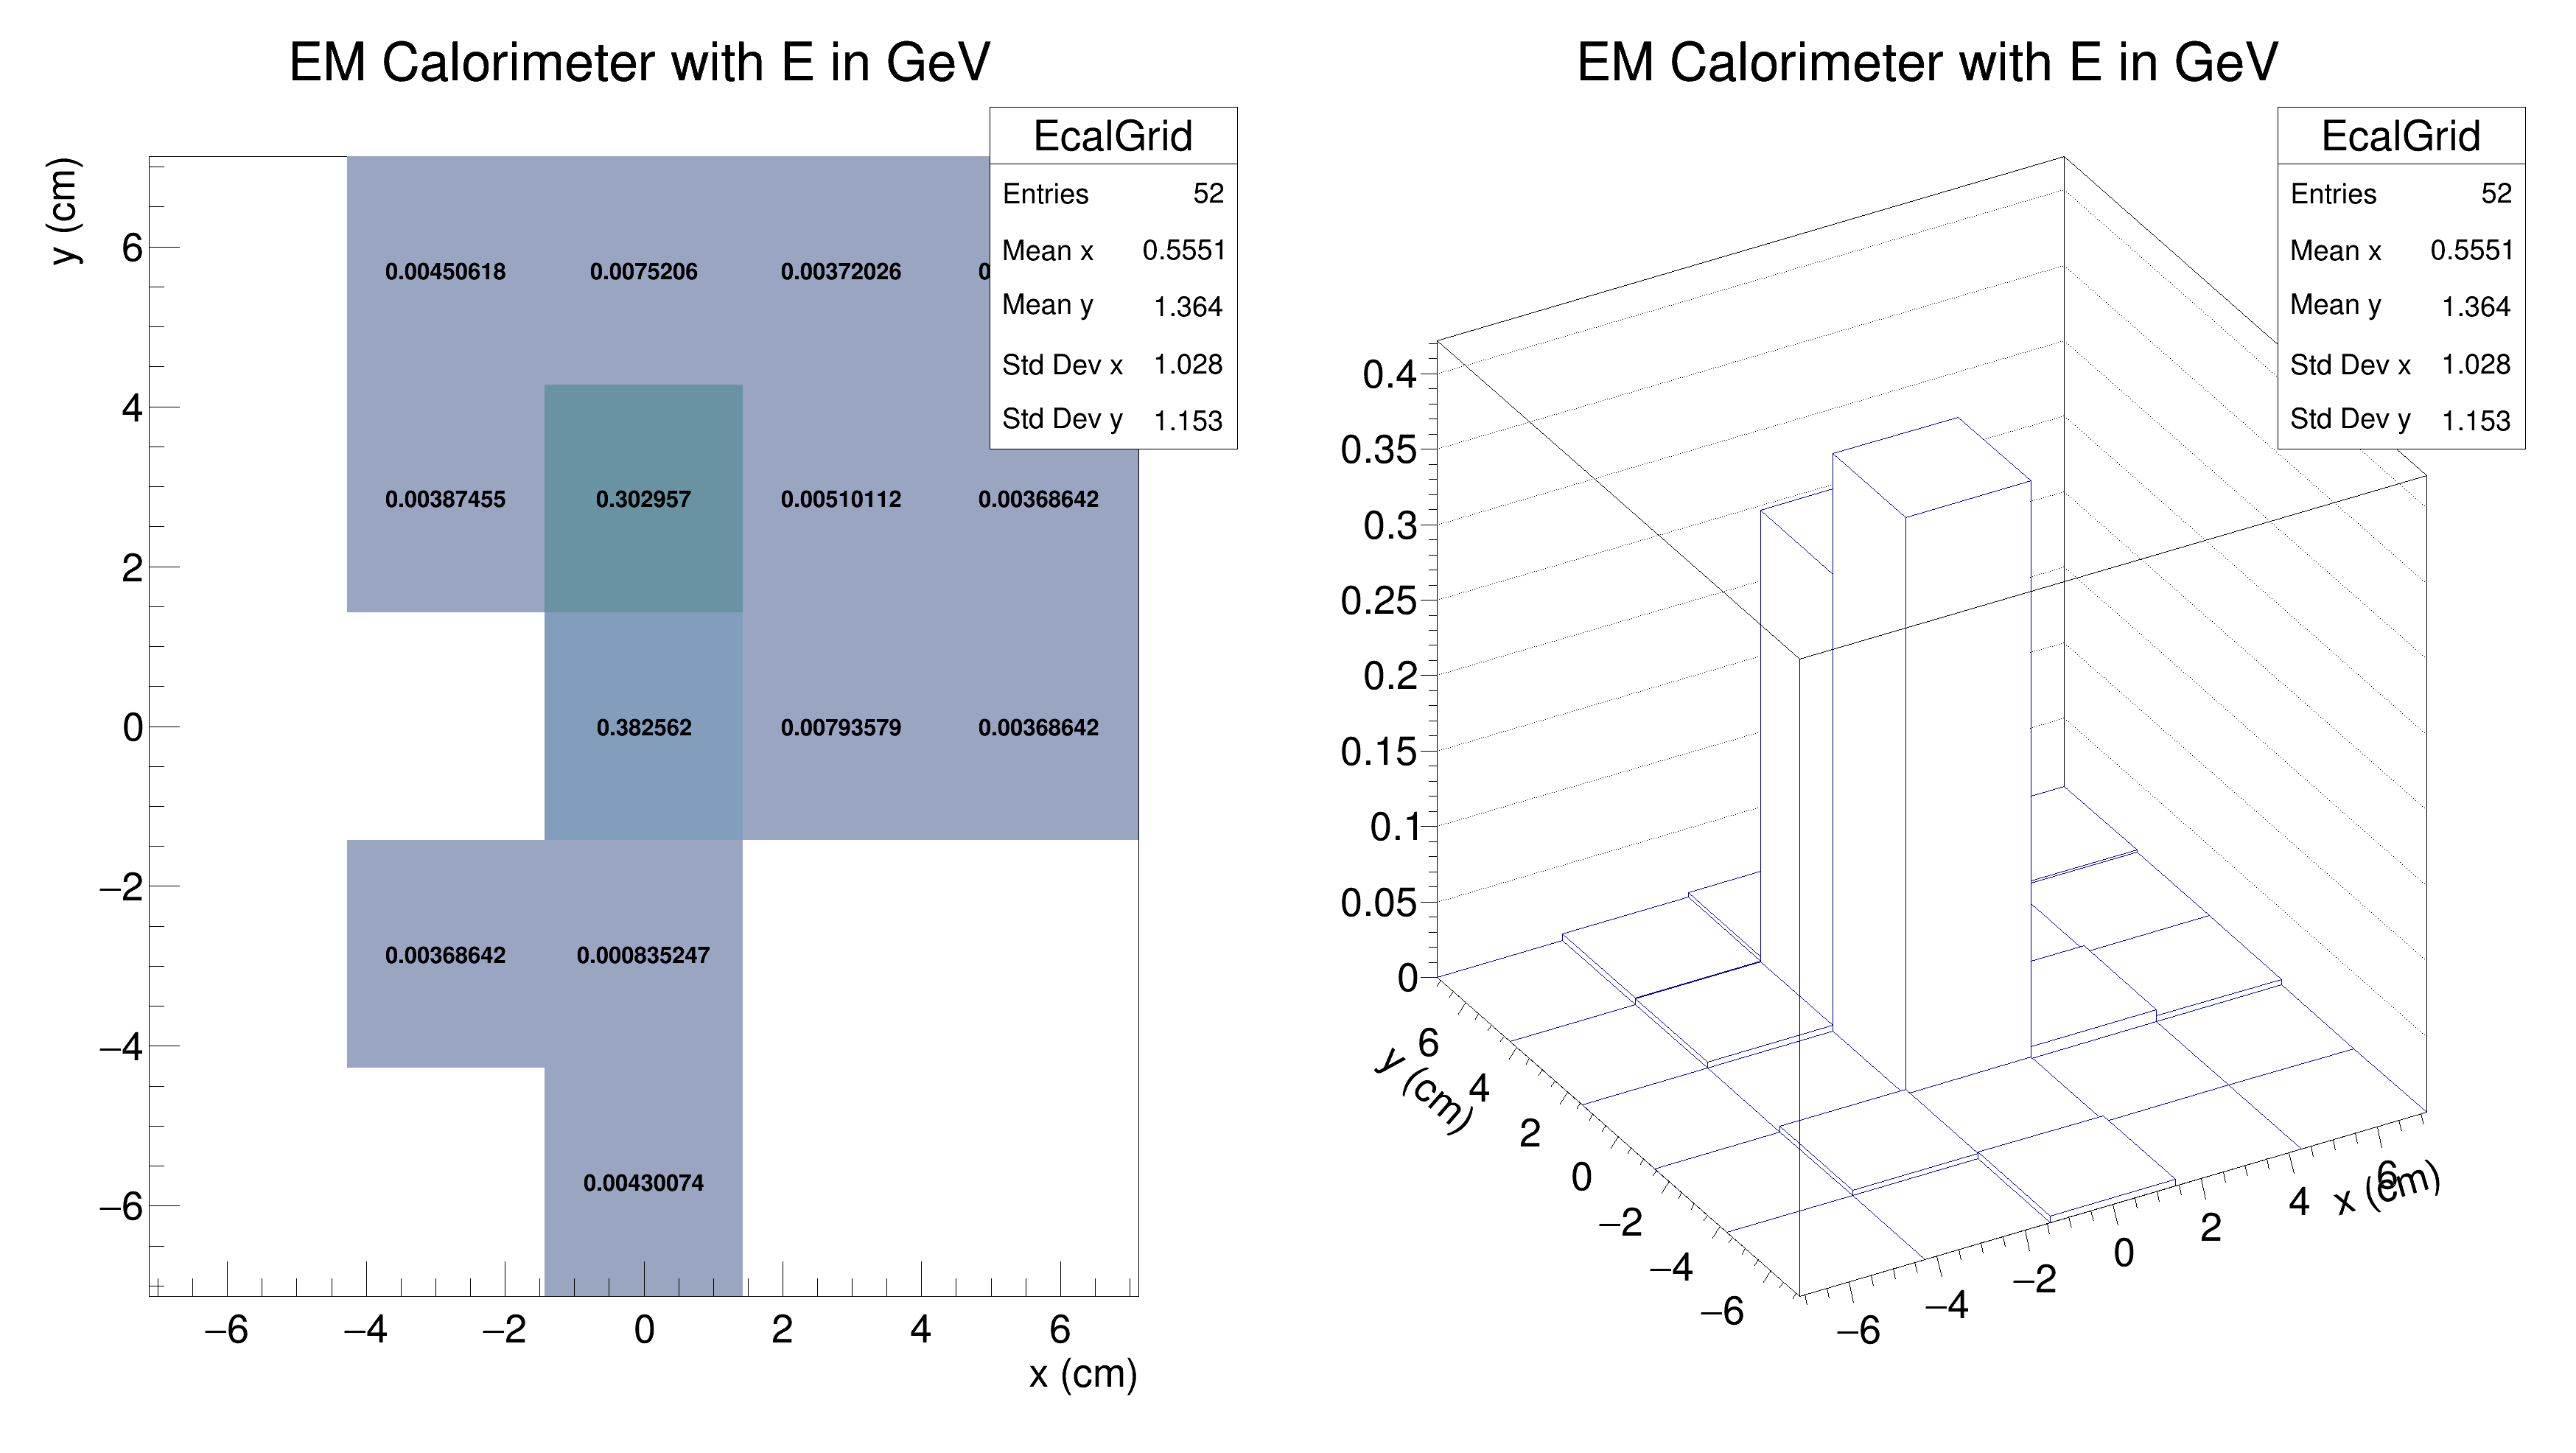 EM Calorimeter with E in GeV
EcalGrid
Entries 52
Mean x 0.5551
Mean y 1.364
Std Dev x 1.028
Std Dev y 1.153
y (cm)
6
4
2
0
−2
−4
−6
0.00450618 0.0075206 0.00372026
0.00387455 0.302957 0.00510112 0.00368642
0.382562 0.00793579 0.00368642
0.00368642 0.000835247
0.00430074
−6 −4 −2 0 2 4 6
x (cm)
EM Calorimeter with E in GeV
EcalGrid
Entries 52
Mean x 0.5551
Mean y 1.364
Std Dev x 1.028
Std Dev y 1.153
0.4
0.35
0.3
0.25
0.2
0.15
0.1
0.05
0
6
4
2
0
−2
−4
−6
y (cm)
−6 −4 −2 0 2 4 6
x (cm)